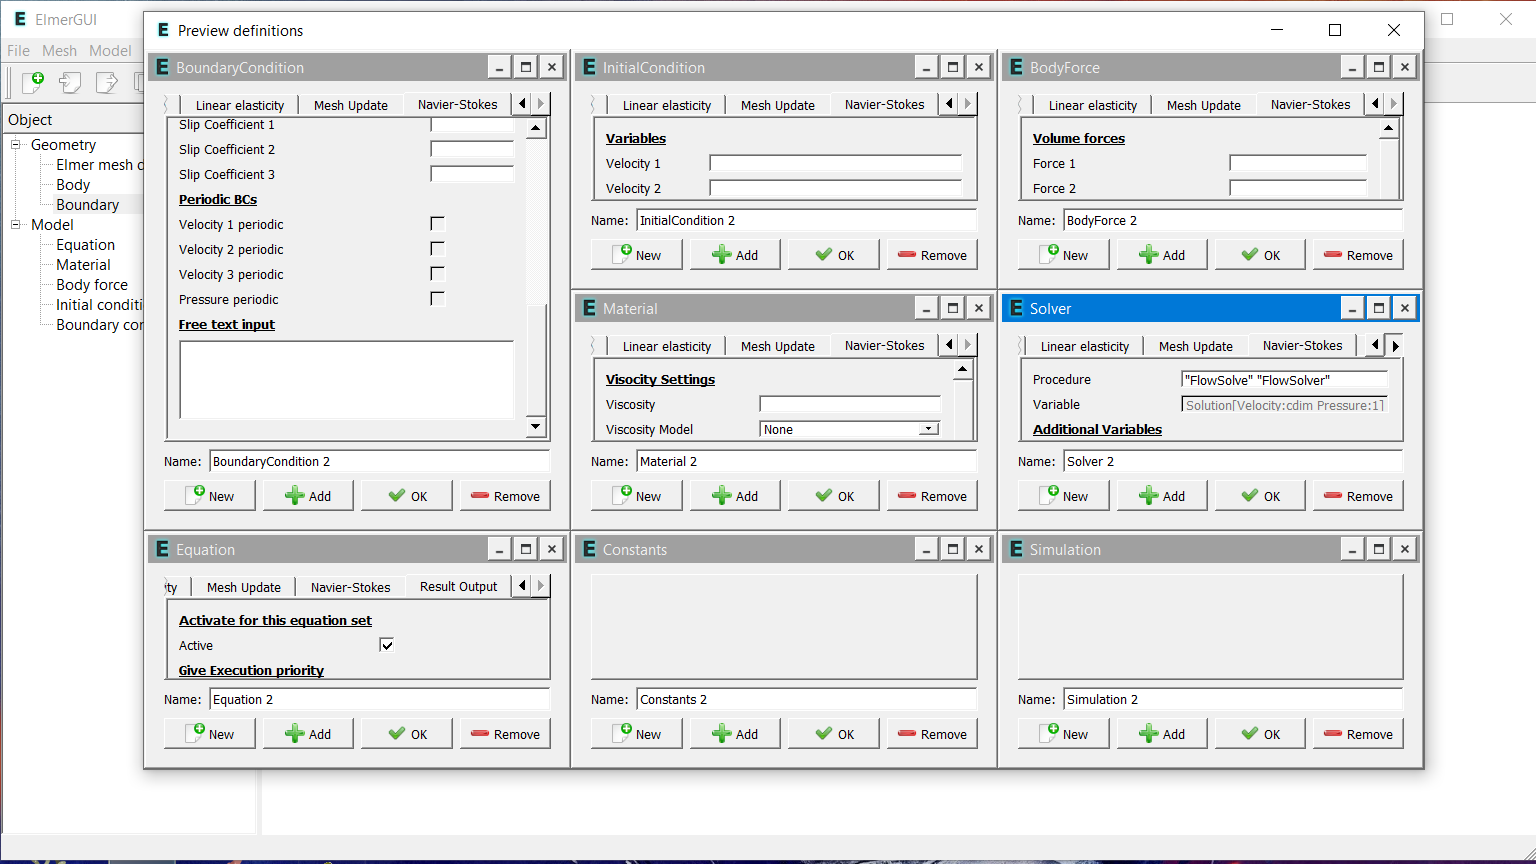 ElmerGUI
File Mesh Model
Object
Geometry
Elmer mesh
Body
Boundary
Model
Equation
Material
Body force
Initial conditi
Boundary cor
Preview definitions
BoundaryCondition
Linear elasticity Mesh Update Navier-Stokes
Slip Coefficient 1
Slip Coefficient 2
Slip Coefficient 3
Periodic BCs
Velocity 1 periodic
Velocity 2 periodic
Velocity 3 periodic
Pressure periodic
Free text input
Name: BoundaryCondition 2
New Add OK Remove
InitialCondition
Linear elasticity Mesh Update Navier-Stokes
Variables
Velocity 1
Velocity 2
Name: InitialCondition 2
New Add OK Remove
BodyForce
Linear elasticity Mesh Update Navier-Stokes
Volume forces
Force 1
Force 2
Name: BodyForce 2
New Add OK Remove
Material
Linear elasticity Mesh Update Navier-Stokes
Visocity Settings
Viscosity
Viscosity Model None
Name: Material 2
New Add OK Remove
Solver
Linear elasticity Mesh Update Navier-Stokes
Procedure "FlowSolve" "FlowSolver"
Variable Solution[Velocity:cdim Pressure:1]
Additional Variables
Name: Solver 2
New Add OK Remove
Equation
ity Mesh Update Navier-Stokes Result Output
Activate for this equation set
Active
Give Execution priority
Name: Equation 2
New Add OK Remove
Constants
Name: Constants 2
New Add OK Remove
Simulation
Name: Simulation 2
New Add OK Remove